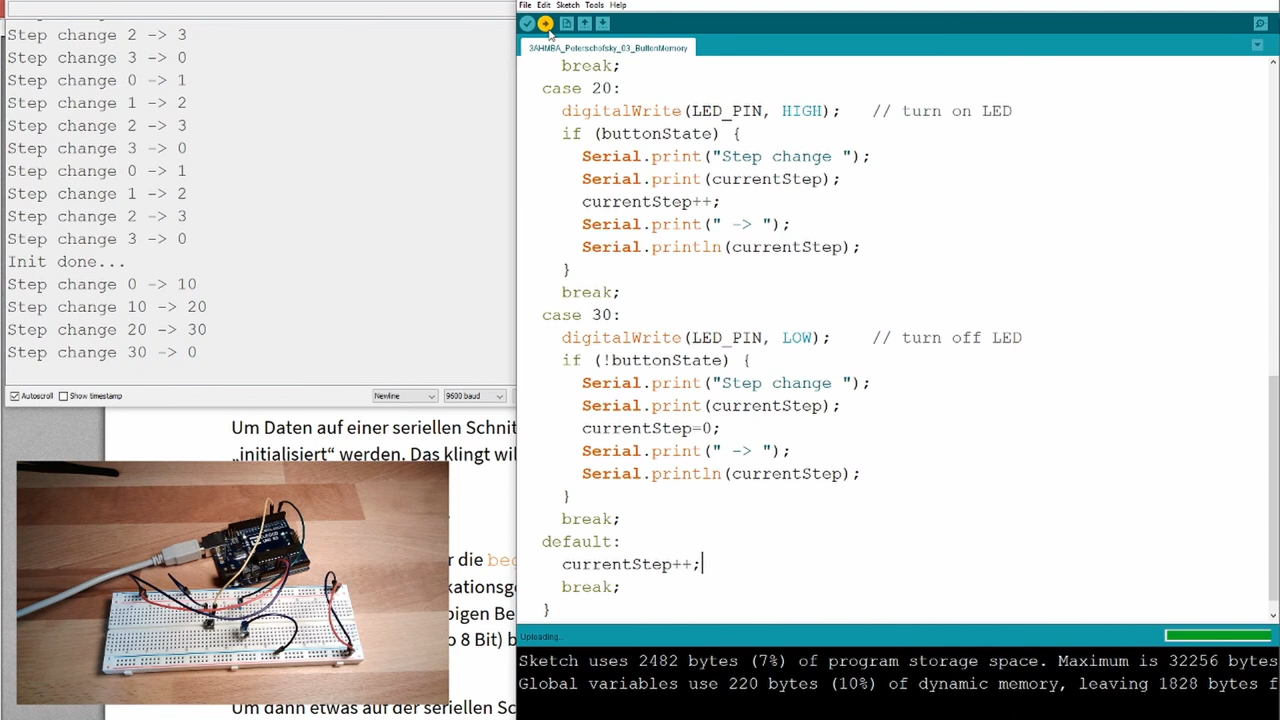 Step change 2 -> 3
Step change 3 -> 0
Step change 0 -> 1
Step change 1 -> 2
Step change 2 -> 3
Step change 3 -> 0
Step change 0 -> 1
Step change 1 -> 2
Step change 2 -> 3
Step change 3 -> 0
Init done...
Step change 0 -> 10
Step change 10 -> 20
Step change 20 -> 30
Step change 30 -> 0
Autoscroll Show timestamp Newline 9600 baud
Um Daten auf einer seriellen Schnit
„initialisiert“ werden. Das klingt wil
r die bec
kationsge
bigen Be
b 8 Bit) b
Um dann etwas auf der seriellen Sc
File Edit Sketch Tools Help
3AHMBA_Peterschofsky_03_ButtonMemory
break;
case 20:
digitalWrite(LED_PIN, HIGH); // turn on LED
if (buttonState) {
Serial.print("Step change ");
Serial.print(currentStep);
currentStep++;
Serial.print(" -> ");
Serial.println(currentStep);
}
break;
case 30:
digitalWrite(LED_PIN, LOW); // turn off LED
if (!buttonState) {
Serial.print("Step change ");
Serial.print(currentStep);
currentStep=0;
Serial.print(" -> ");
Serial.println(currentStep);
}
break;
default:
currentStep++;
break;
}
Uploading...
Sketch uses 2482 bytes (7%) of program storage space. Maximum is 32256 bytes
Global variables use 220 bytes (10%) of dynamic memory, leaving 1828 bytes f